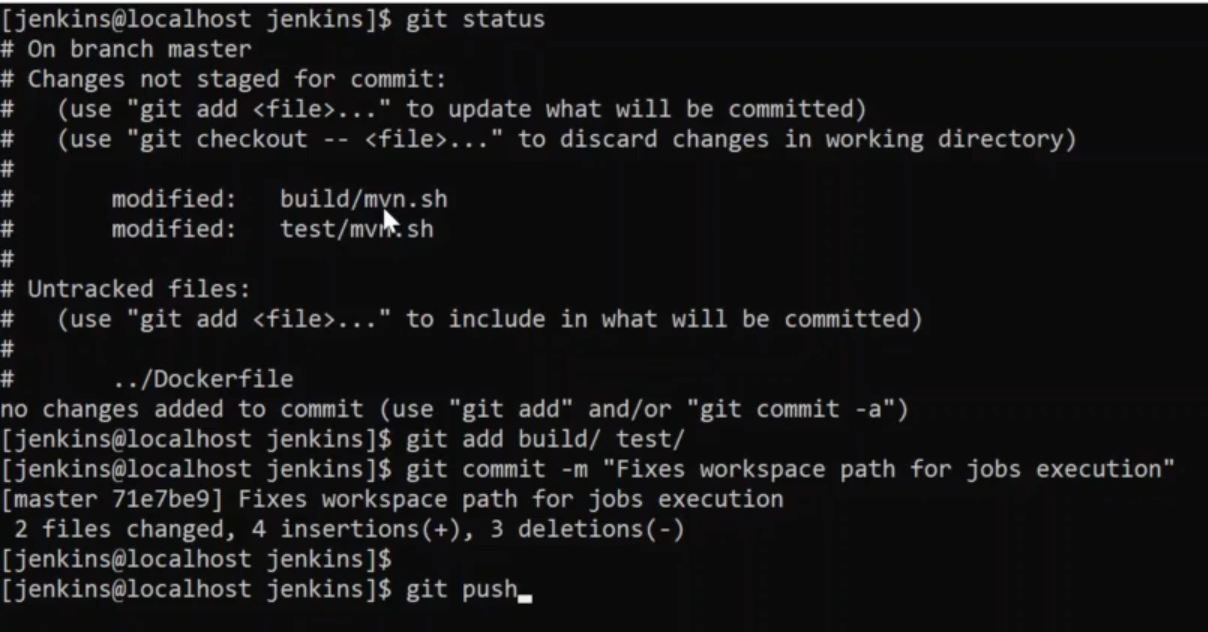 [jenkins@localhost jenkins]$ git status
# On branch master
# Changes not staged for commit:
#   (use "git add <file>..." to update what will be committed)
#   (use "git checkout -- <file>..." to discard changes in working directory)
#
#       modified:   build/mvn.sh
#       modified:   test/mvn.sh
#
# Untracked files:
#   (use "git add <file>..." to include in what will be committed)
#
#       ../Dockerfile
no changes added to commit (use "git add" and/or "git commit -a")
[jenkins@localhost jenkins]$ git add build/ test/
[jenkins@localhost jenkins]$ git commit -m "Fixes workspace path for jobs execution"
[master 71e7be9] Fixes workspace path for jobs execution
 2 files changed, 4 insertions(+), 3 deletions(-)
[jenkins@localhost jenkins]$
[jenkins@localhost jenkins]$ git push